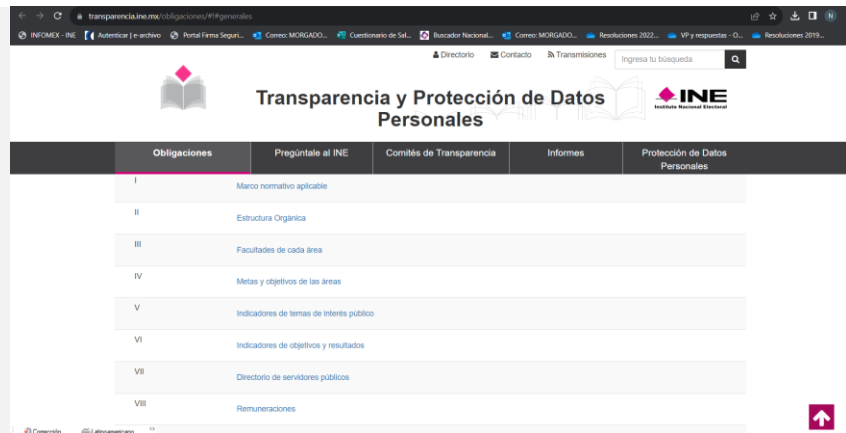 transparencia.ine.mx/obligaciones/#!#generales
INFOMEX - INE Autenticar | e-archivo Portal Firma Seguri... Correo: MORGADO... Cuestionario de Sal... Buscador Nacional... Correo: MORGADO... Resoluciones 2022... VP y respuestas - O... Resoluciones 2019...
Directorio Contacto Transmisiones Ingresa tu búsqueda
Transparencia y Protección de Datos Personales
INE
Instituto Nacional Electoral
Obligaciones Pregúntale al INE Comités de Transparencia Informes Protección de Datos Personales
I Marco normativo aplicable
II Estructura Orgánica
III Facultades de cada área
IV Metas y objetivos de las áreas
V Indicadores de temas de interés público
VI Indicadores de objetivos y resultados
VII Directorio de servidores públicos
VIII Remuneraciones
Corrección Latinoamericano